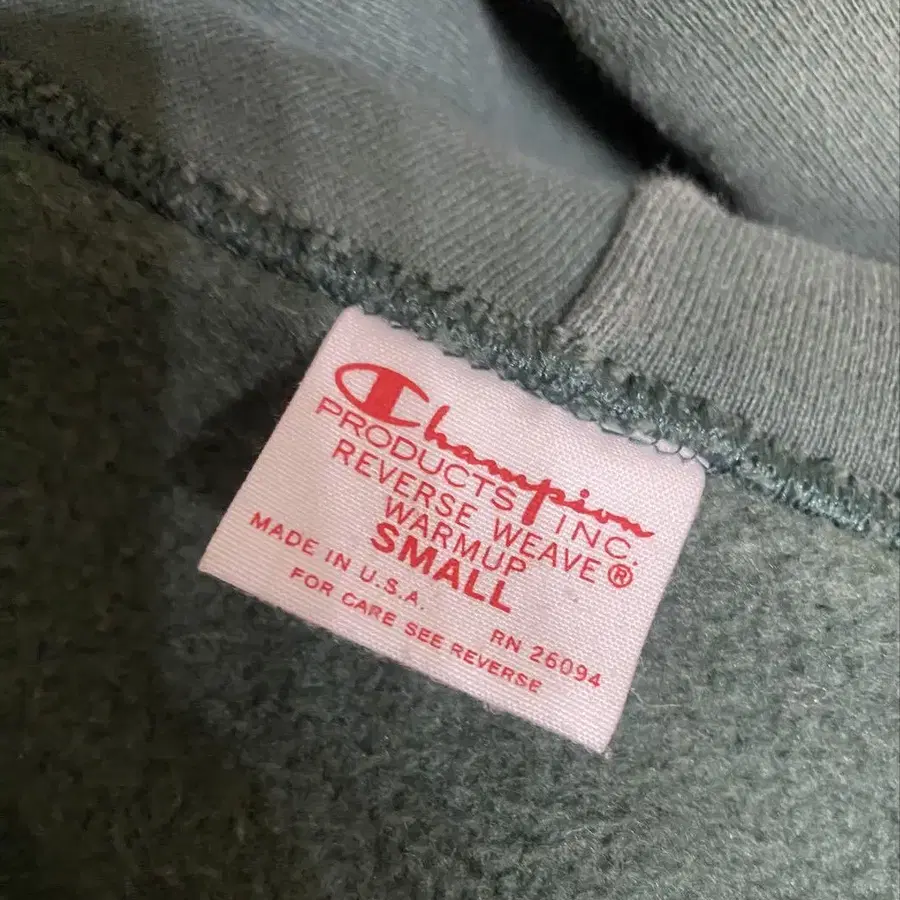 Champion
PRODUCTS INC.
REVERSE WEAVE®
WARMUP
SMALL
MADE IN U.S.A.
RN 26094
FOR CARE SEE REVERSE